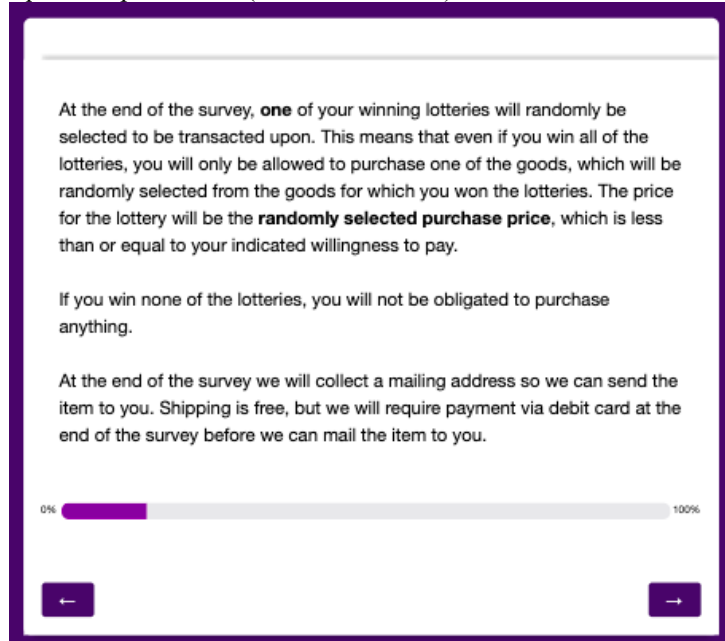 At the end of the survey, one of your winning lotteries will randomly be
selected to be transacted upon. This means that even if you win all of the
lotteries, you will only be allowed to purchase one of the goods, which will be
randomly selected from the goods for which you won the lotteries. The price
for the lottery will be the randomly selected purchase price, which is less
than or equal to your indicated willingness to pay.
If you win none of the lotteries, you will not be obligated to purchase
anything.
At the end of the survey we will collect a mailing address so we can send the
item to you. Shipping is free, but we will require payment via debit card at the
end of the survey before we can mail the item to you.
0% 100%
← →